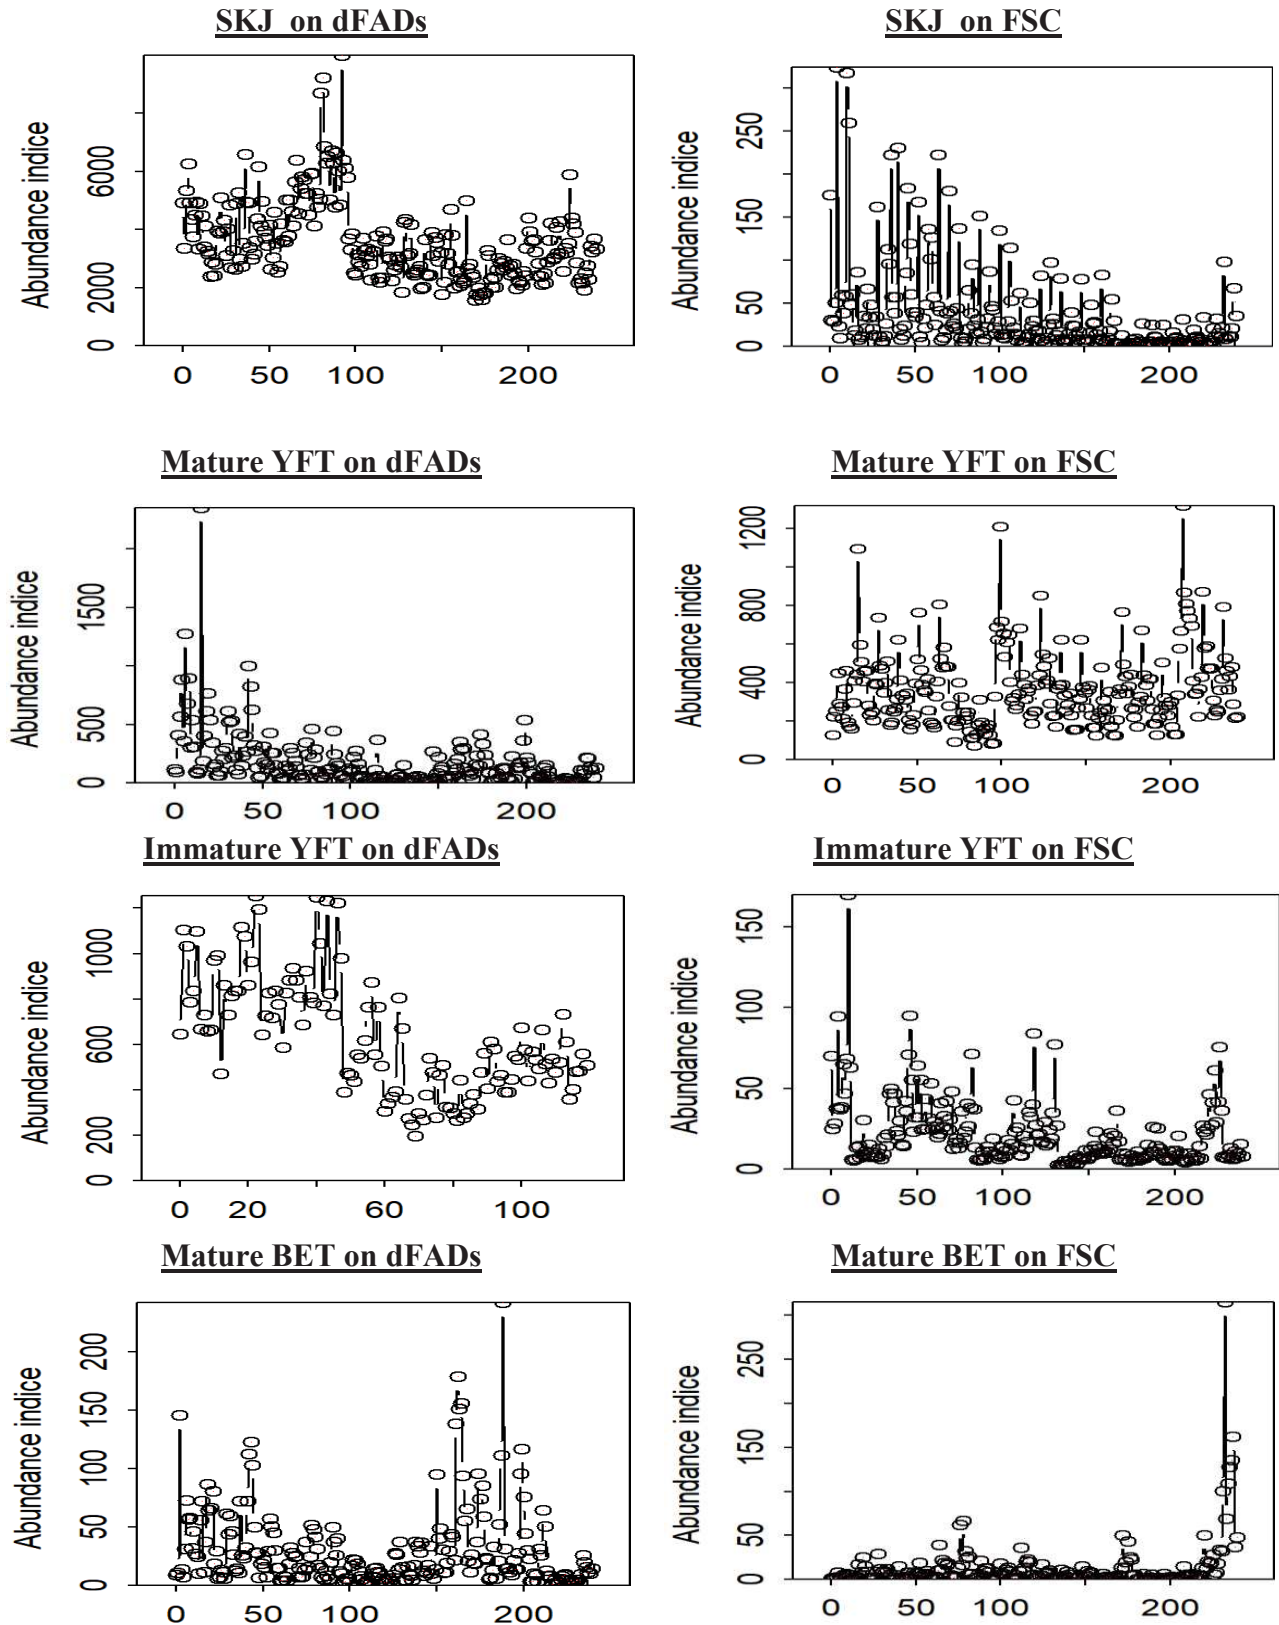 SKJ on dFADs
SKJ on FSC
Abundance indice
6000
2000
0
0 50 100 200
Abundance indice
250
150
50
0
0 50 100 200
Mature YFT on dFADs
Mature YFT on FSC
Abundance indice
1500
500
0
0 50 100 200
Abundance indice
1200
800
400
0
0 50 100 200
Immature YFT on dFADs
Immature YFT on FSC
Abundance indice
1000
600
200
0
0 20 60 100
Abundance indice
150
100
50
0
0 50 100 200
Mature BET on dFADs
Mature BET on FSC
Abundance indice
200
150
100
50
0
0 50 100 200
Abundance indice
250
150
50
0
0 50 100 200